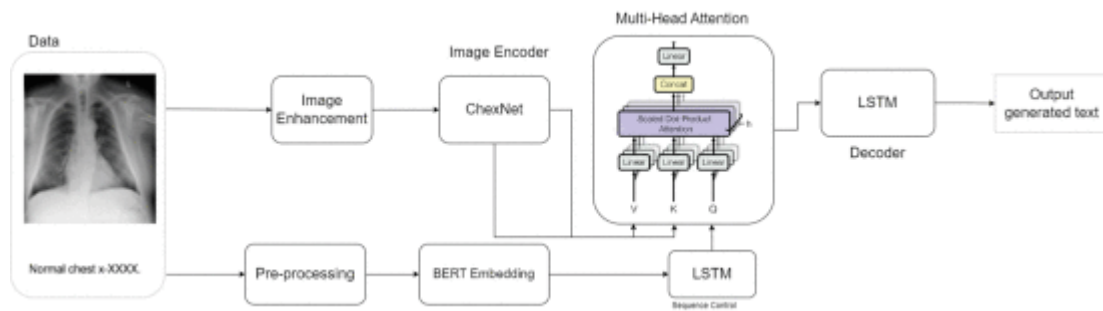 Data
Normal chest x-XXXX.
Image
Enhancement
Image Encoder
ChexNet
Pre-processing
BERT Embedding
LSTM
Sequence Control
Multi-Head Attention
Linear
Concat
Scaled Dot-Product
Attention
h
Linear
Linear
Linear
V
K
Q
LSTM
Decoder
Output
generated text